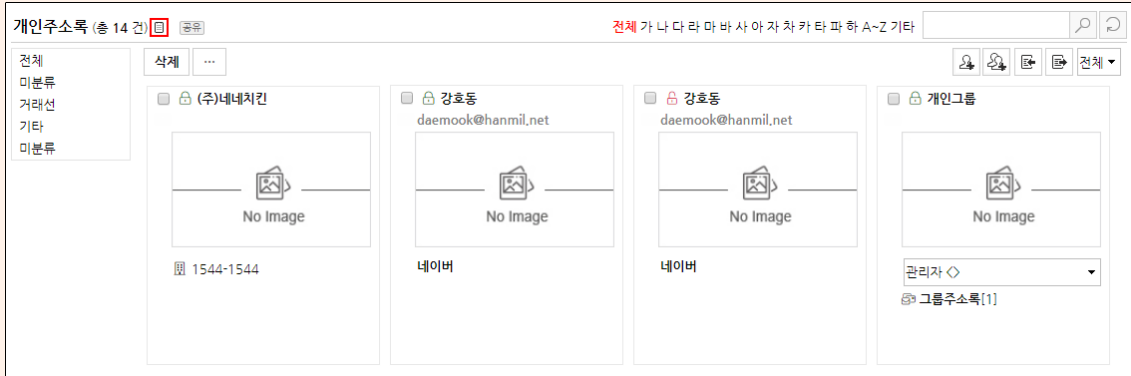 개인주소록 (총 14 건) 공유 전체 가 나 다 라 마 바 사 아 자 차 카 타 파 하 A~Z 기타
전체
미분류
거래선
기타
미분류
삭제 ... 전체
(주)네네치킨
No Image
1544-1544
강호동
daemook@hanmil.net
No Image
네이버
강호동
daemook@hanmil.net
No Image
네이버
개인그룹
No Image
관리자 <>
그룹주소록[1]